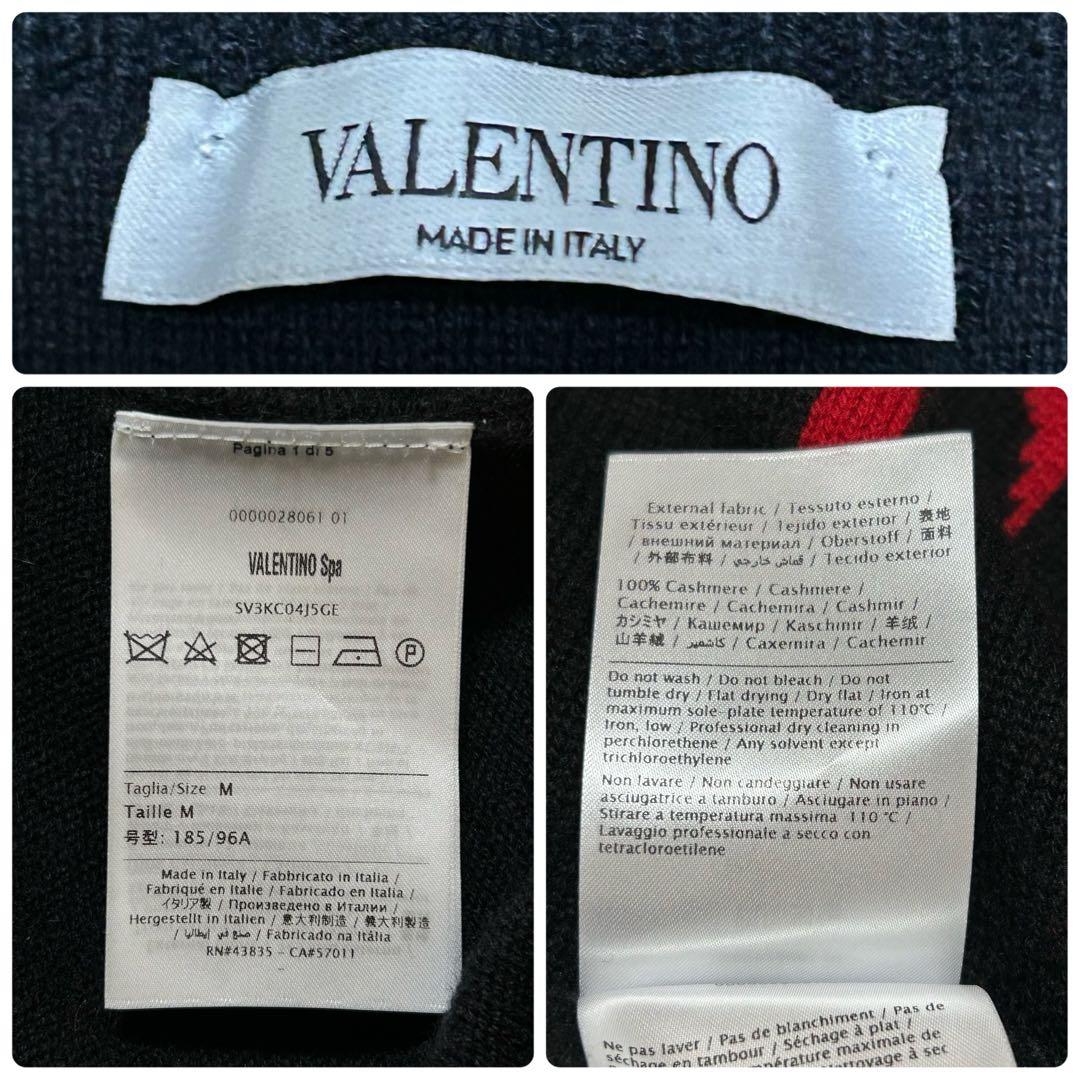 VALENTINO
MADE IN ITALY
Pagina 1 di 5
0000028061 01
VALENTINO Spa
SV3KC04J5GE
P
Taglia/Size M
Taille M
号型: 185/96A
Made in Italy / Fabbricato in Italia /
Fabriqué en Italie / Fabricado en Italia /
イタリア製 / Произведено в Италии /
Hergestellt in Italien / 意大利制造 / 義大利製造
/ صنع في إيطاليا / Fabricado na Itália
RN#43835 - CA#57011
External fabric / Tessuto esterno /
Tissu extérieur / Tejido exterior / 表地
/ внешний материал / Oberstoff / 面料
/ 外部布料 / قماش خارجي / Tecido exterior
100% Cashmere / Cashmere /
Cachemire / Cachemira / Cashmir /
カシミヤ / Кашемир / Kaschmir / 羊绒 /
山羊絨 / كاشمير / Caxemira / Cachemir
Do not wash / Do not bleach / Do not
tumble dry / Flat drying / Dry flat / Iron at
maximum sole-plate temperature of 110°C /
Iron, low / Professional dry cleaning in
perchlorethene / Any solvent except
trichloroethylene
Non lavare / Non candeggiare / Non usare
asciugatrice a tamburo / Asciugare in piano /
Stirare a temperatura massima 110 °C /
Lavaggio professionale a secco con
tetracloroetilene
Ne pas laver / Pas de blanchiment / Pas de
séchage en tambour / Séchage à plat /
température maximale de
nettoyage à sec